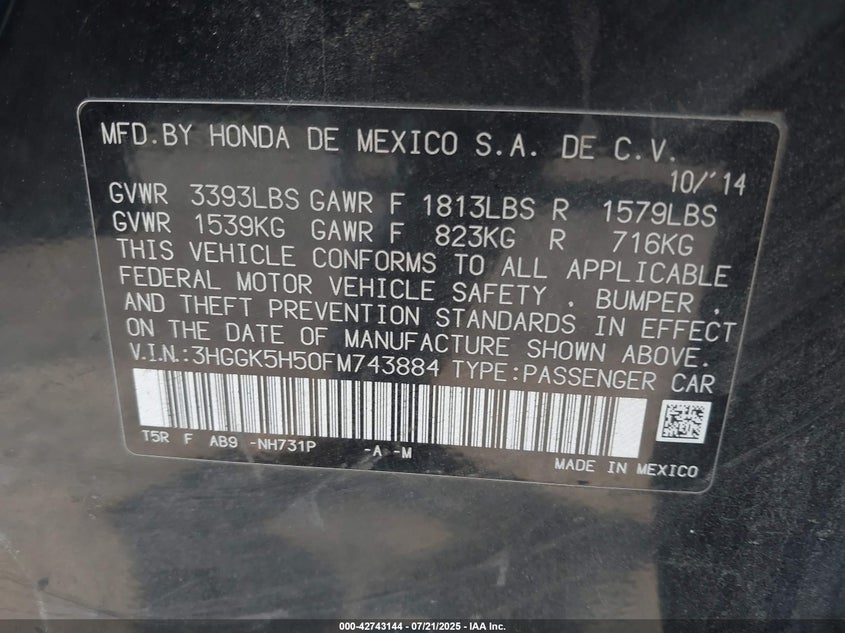 MFD.BY HONDA DE MEXICO S.A. DE C.V.
10/'14
GVWR 3393LBS GAWR F 1813LBS R 1579LBS
GVWR 1539KG GAWR F 823KG R 716KG
THIS VEHICLE CONFORMS TO ALL APPLICABLE
FEDERAL MOTOR VEHICLE SAFETY , BUMPER ,
AND THEFT PREVENTION STANDARDS IN EFFECT
ON THE DATE OF MANUFACTURE SHOWN ABOVE.
V.I.N.:3HGGK5H50FM743884 TYPE:PASSENGER CAR
T5R F AB9 -NH731P -A -M
MADE IN MEXICO
000-42743144 - 07/21/2025 - IAA Inc.